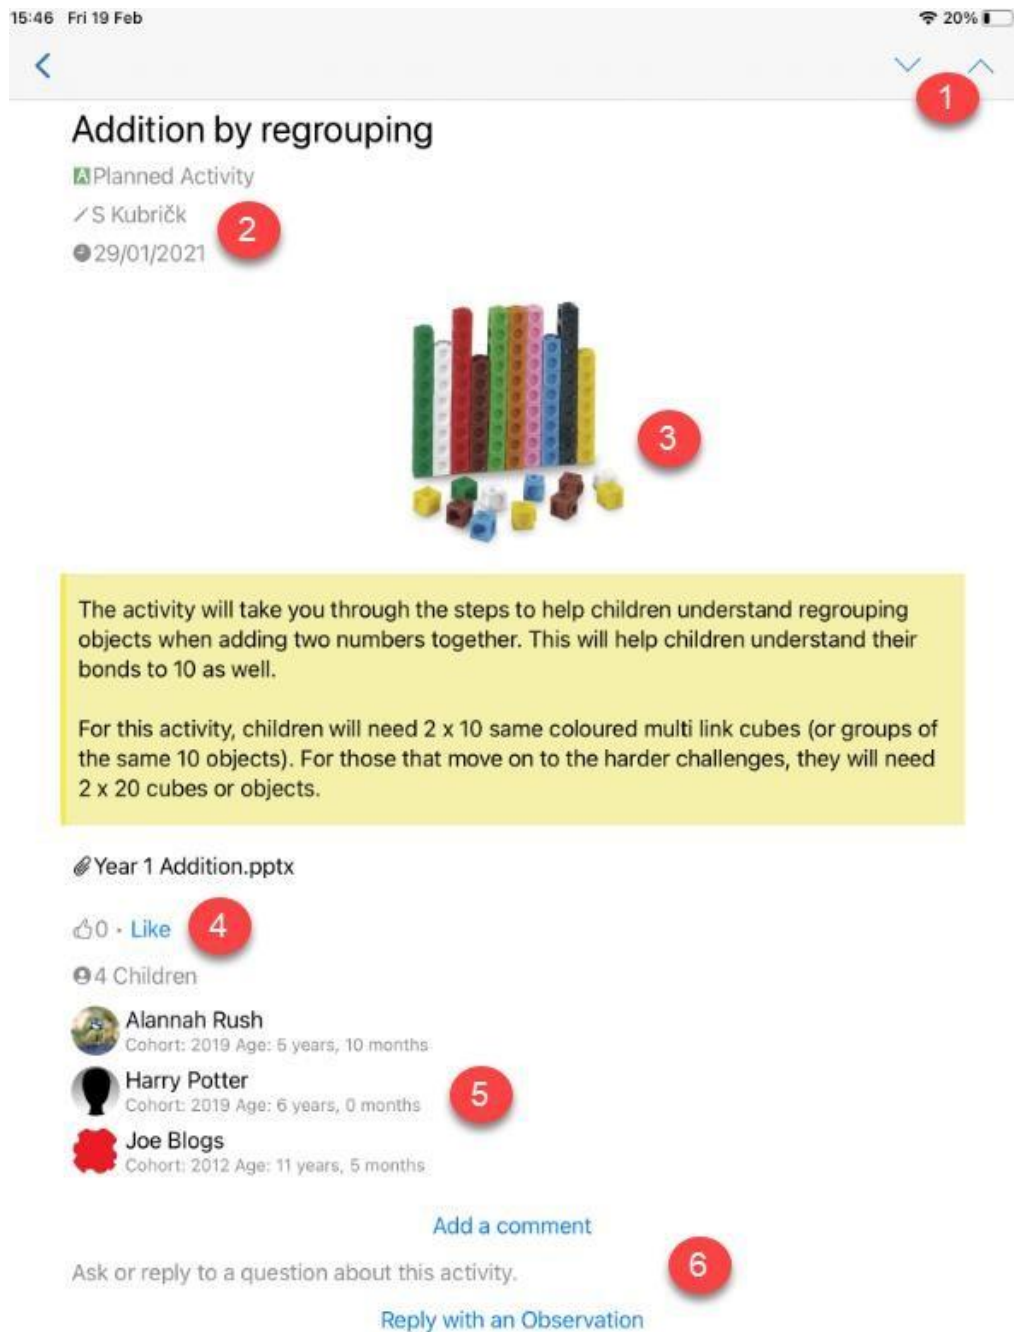 15:46 Fri 19 Feb 20%
1
Addition by regrouping
A Planned Activity
S Kubričk
2
29/01/2021
3
The activity will take you through the steps to help children understand regrouping
objects when adding two numbers together. This will help children understand their
bonds to 10 as well.
For this activity, children will need 2 x 10 same coloured multi link cubes (or groups of
the same 10 objects). For those that move on to the harder challenges, they will need
2 x 20 cubes or objects.
Year 1 Addition.pptx
0 · Like 4
4 Children
Alannah Rush
Cohort: 2019 Age: 5 years, 10 months
Harry Potter
Cohort: 2019 Age: 6 years, 0 months
5
Joe Blogs
Cohort: 2012 Age: 11 years, 5 months
Add a comment
Ask or reply to a question about this activity. 6
Reply with an Observation